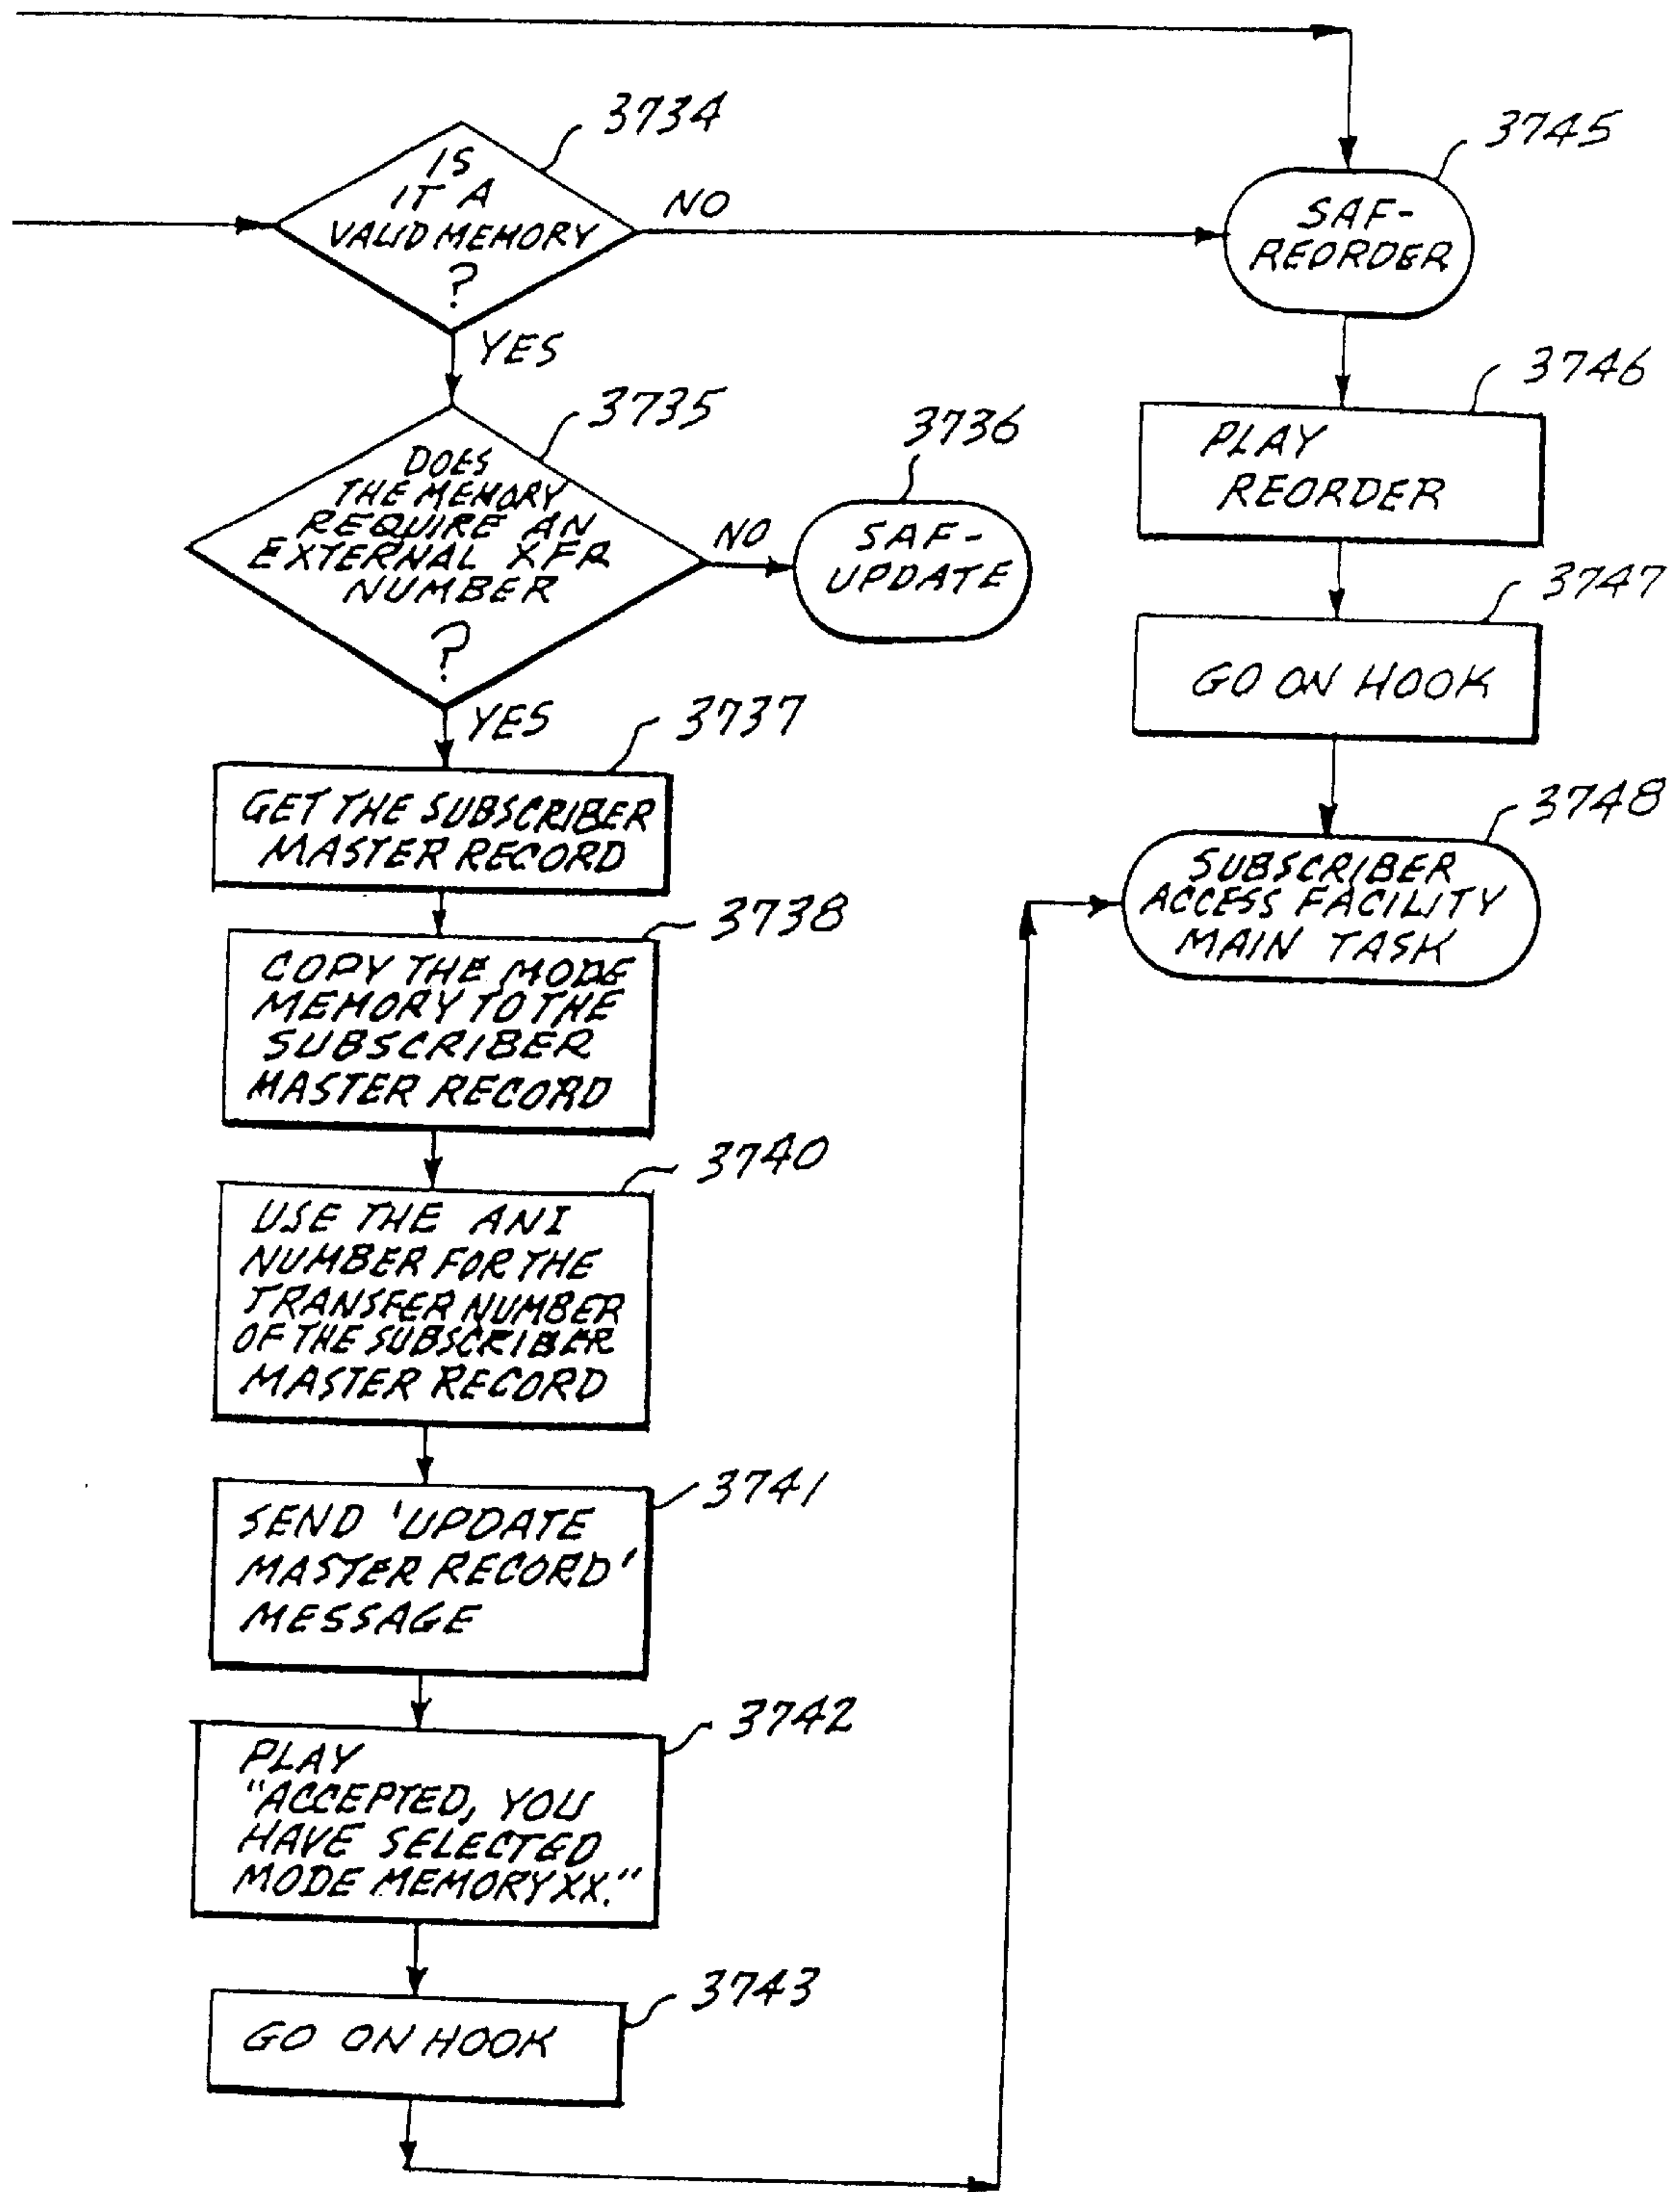 3734
IS
IT A
VALID MEMORY
?
NO
YES
3745
SAF-
REORDER
3735
DOES
THE MEMORY
REQUIRE AN
EXTERNAL XFR
NUMBER
?
NO
YES
3736
SAF-
UPDATE
3746
PLAY
REORDER
3747
GO ON HOOK
3737
GET THE SUBSCRIBER
MASTER RECORD
3748
SUBSCRIBER
ACCESS FACILITY
MAIN TASK
3738
COPY THE MODE
MEMORY TO THE
SUBSCRIBER
MASTER RECORD
3740
USE THE ANI
NUMBER FOR THE
TRANSFER NUMBER
OF THE SUBSCRIBER
MASTER RECORD
3741
SEND 'UPDATE
MASTER RECORD'
MESSAGE
3742
PLAY
"ACCEPTED, YOU
HAVE SELECTED
MODE MEMORY XX."
3743
GO ON HOOK